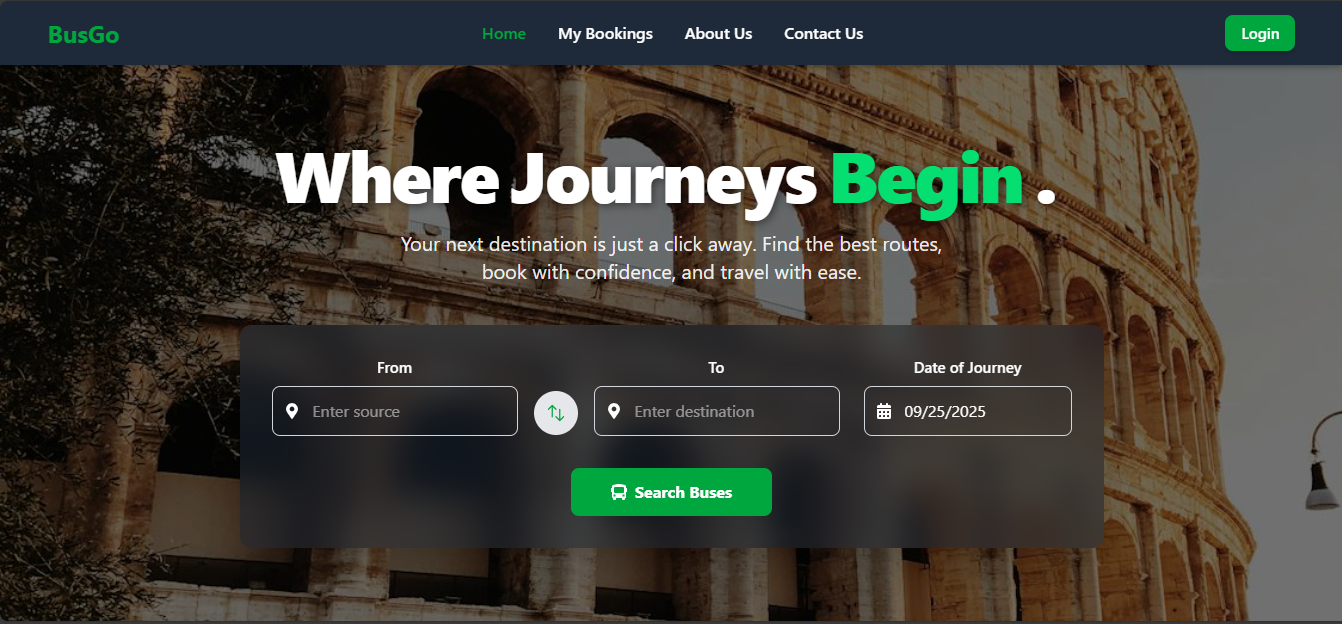 BusGo
Home
My Bookings
About Us
Contact Us
Login
Where Journeys Begin .
Your next destination is just a click away. Find the best routes,
book with confidence, and travel with ease.
From
To
Date of Journey
Enter source
Enter destination
09/25/2025
Search Buses